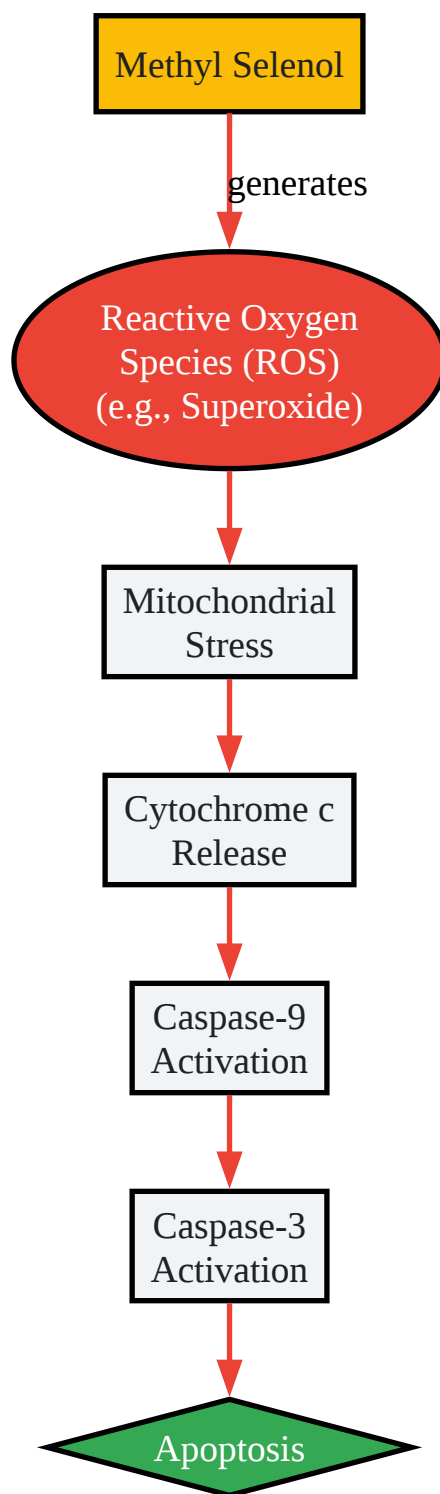 Methyl Selenol
generates
Reactive Oxygen
Species (ROS)
(e.g., Superoxide)
Mitochondrial
Stress
Cytochrome c
Release
Caspase-9
Activation
Caspase-3
Activation
Apoptosis